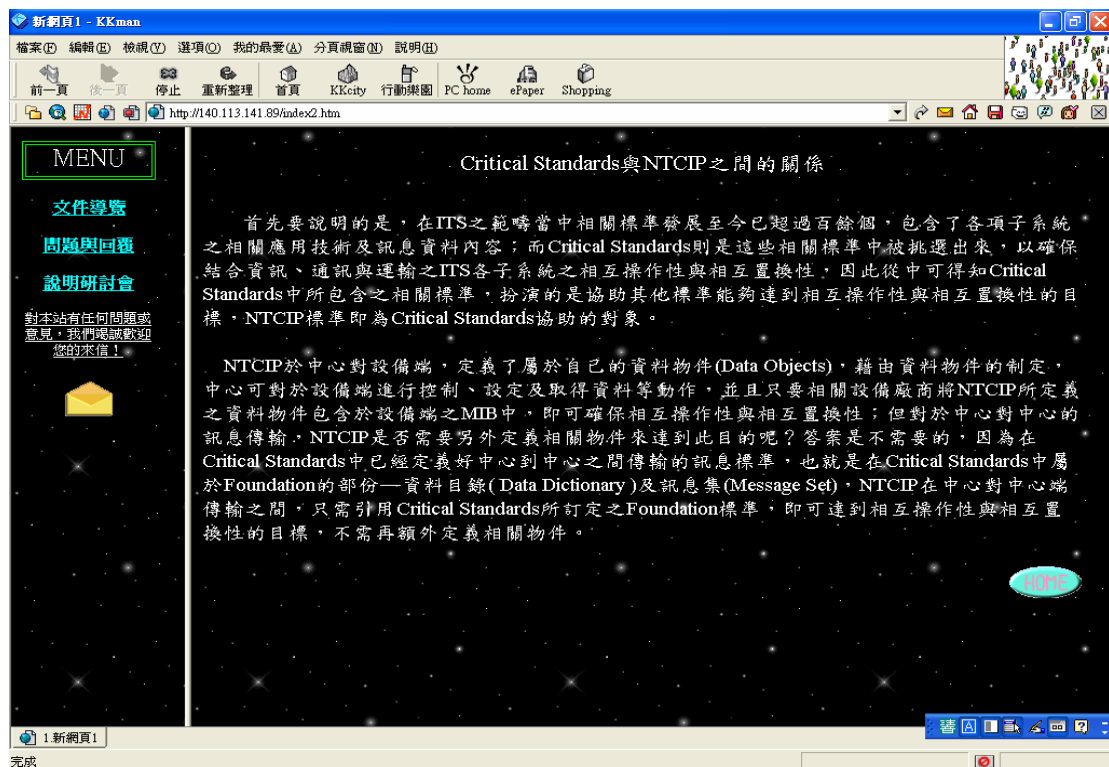 新網頁1 - KKman
檔案(F) 編輯(E) 檢視(V) 選項(O) 我的最愛(A) 分頁視窗(N) 說明(H)
前一頁 後一頁 停止 重新整理 首頁 KKcity 行動樂園 PC home ePaper Shopping
http://140.113.141.89/index2.htm
MENU
文件導覽
問題與回覆
說明研討會
對本站有任何問題或
意見，我們竭誠歡迎
您的來信！
Critical Standards與NTCIP之間的關係
首先要說明的是，在ITS之範疇當中相關標準發展至今已超過百餘個，包含了各項子系統
之相關應用技術及訊息資料內容；而Critical Standards則是這些相關標準中被挑選出來，以確保
結合資訊、通訊與運輸之ITS各子系統之相互操作性與相互置換性，因此從中可得知Critical
Standards中所包含之相關標準，扮演的是協助其他標準能夠達到相互操作性與相互置換性的目
標，NTCIP標準即為Critical Standards協助的對象。
NTCIP於中心對設備端，定義了屬於自己的資料物件(Data Objects)，藉由資料物件的制定，
中心可對於設備端進行控制、設定及取得資料等動作，並且只要相關設備廠商將NTCIP所定義
之資料物件包含於設備端之MIB中，即可確保相互操作性與相互置換性；但對於中心對中心的
訊息傳輸，NTCIP是否需要另外定義相關物件來達到此目的呢？答案是不需要的，因為在
Critical Standards中已經定義好中心到中心之間傳輸的訊息標準，也就是在Critical Standards中屬
於Foundation的部份—資料目錄( Data Dictionary )及訊息集(Message Set)，NTCIP在中心對中心端
傳輸之間，只需引用Critical Standards所訂定之Foundation標準，即可達到相互操作性與相互置
換性的目標，不需再額外定義相關物件。
HOME
1.新網頁1
完成